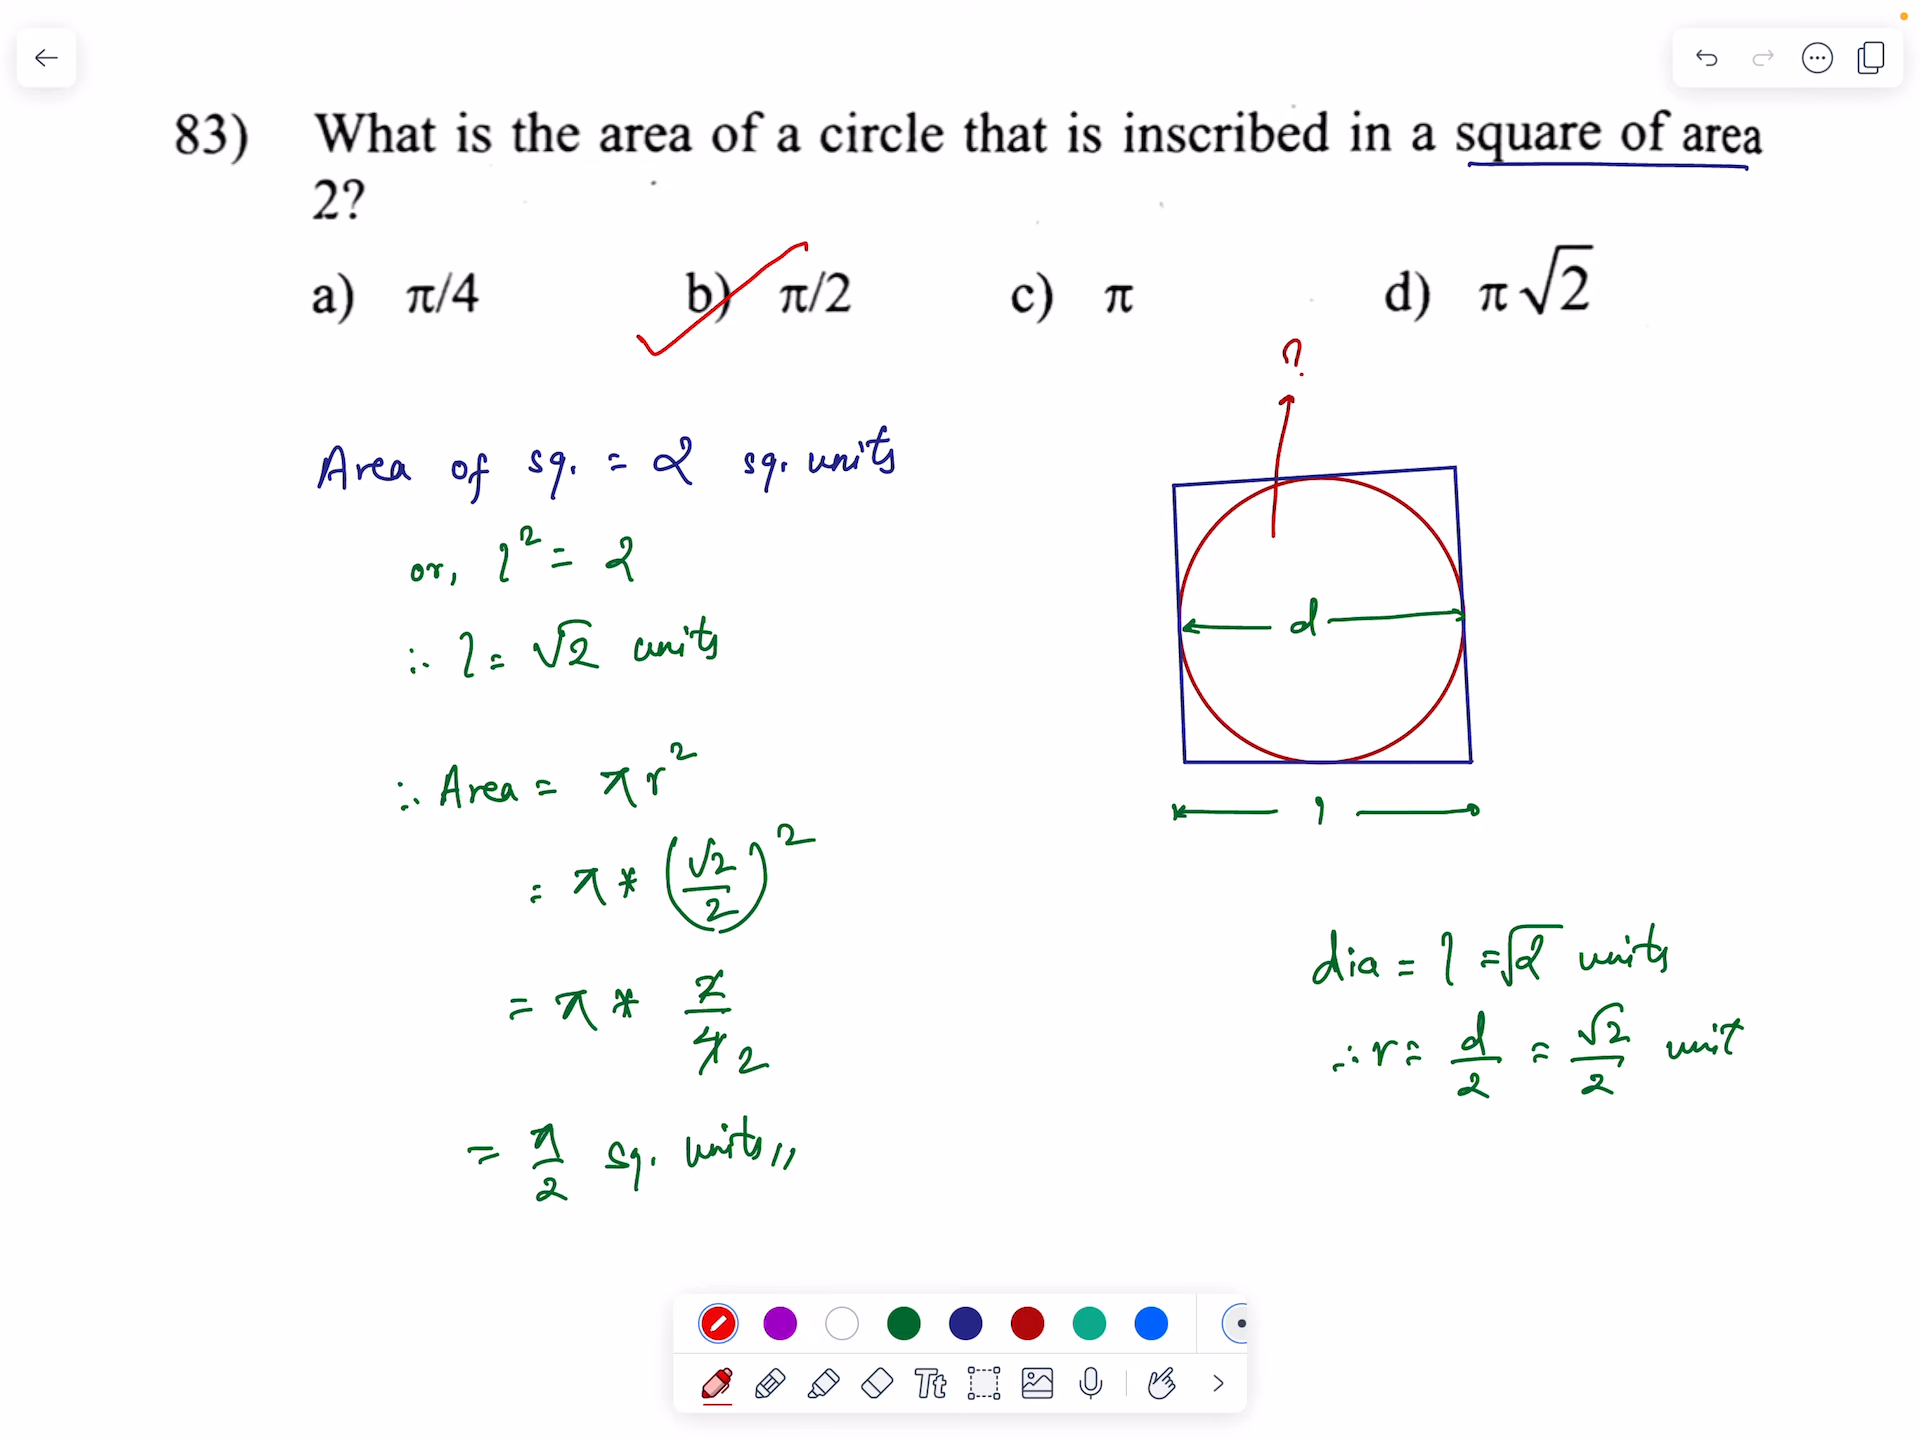 83) What is the area of a circle that is inscribed in a square of area
2?
a) π/4 b) π/2 c) π d) π√2
?
Area of sq. = 2 sq. units
or, l² = 2
∴ l = √2 units
∴ Area = πr²
= π * (√2/2)²
= π * 2/4 2
= π/2 sq. units,,
d
l
dia = l = √2 units
∴ r = d/2 = √2/2 unit
Tt